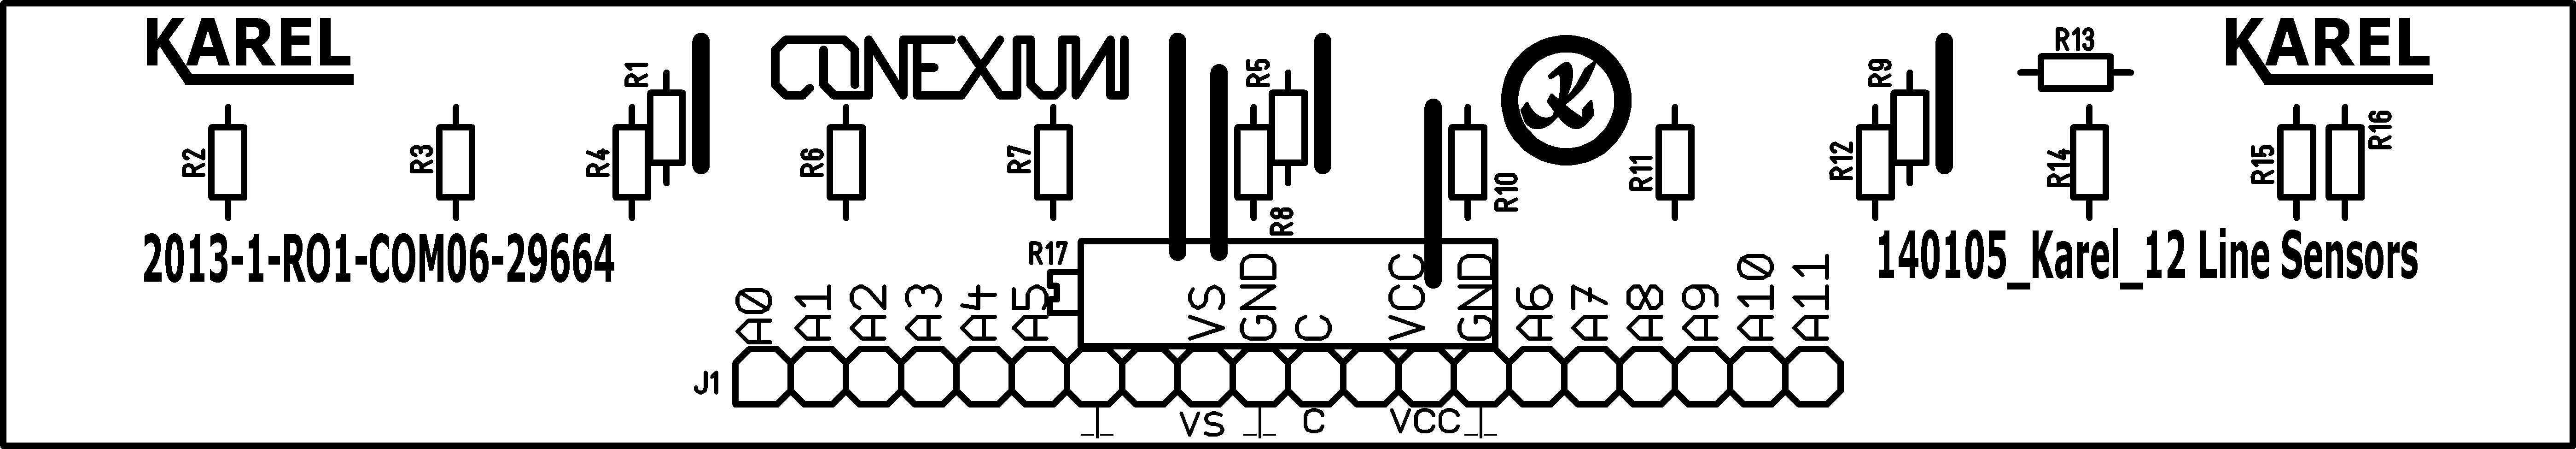 KAREL
CONEXUNI
KAREL
R13
R1
R5
R9
R2
R3
R4
R6
R7
R8
R10
R11
R12
R14
R15
R16
2013-1-RO1-COM06-29664
140105_Karel_12 Line Sensors
R17
A0 A1 A2 A3 A4 A5 VS GND C VCC GND A6 A7 A8 A9 A10 A11
J1
VS C VCC